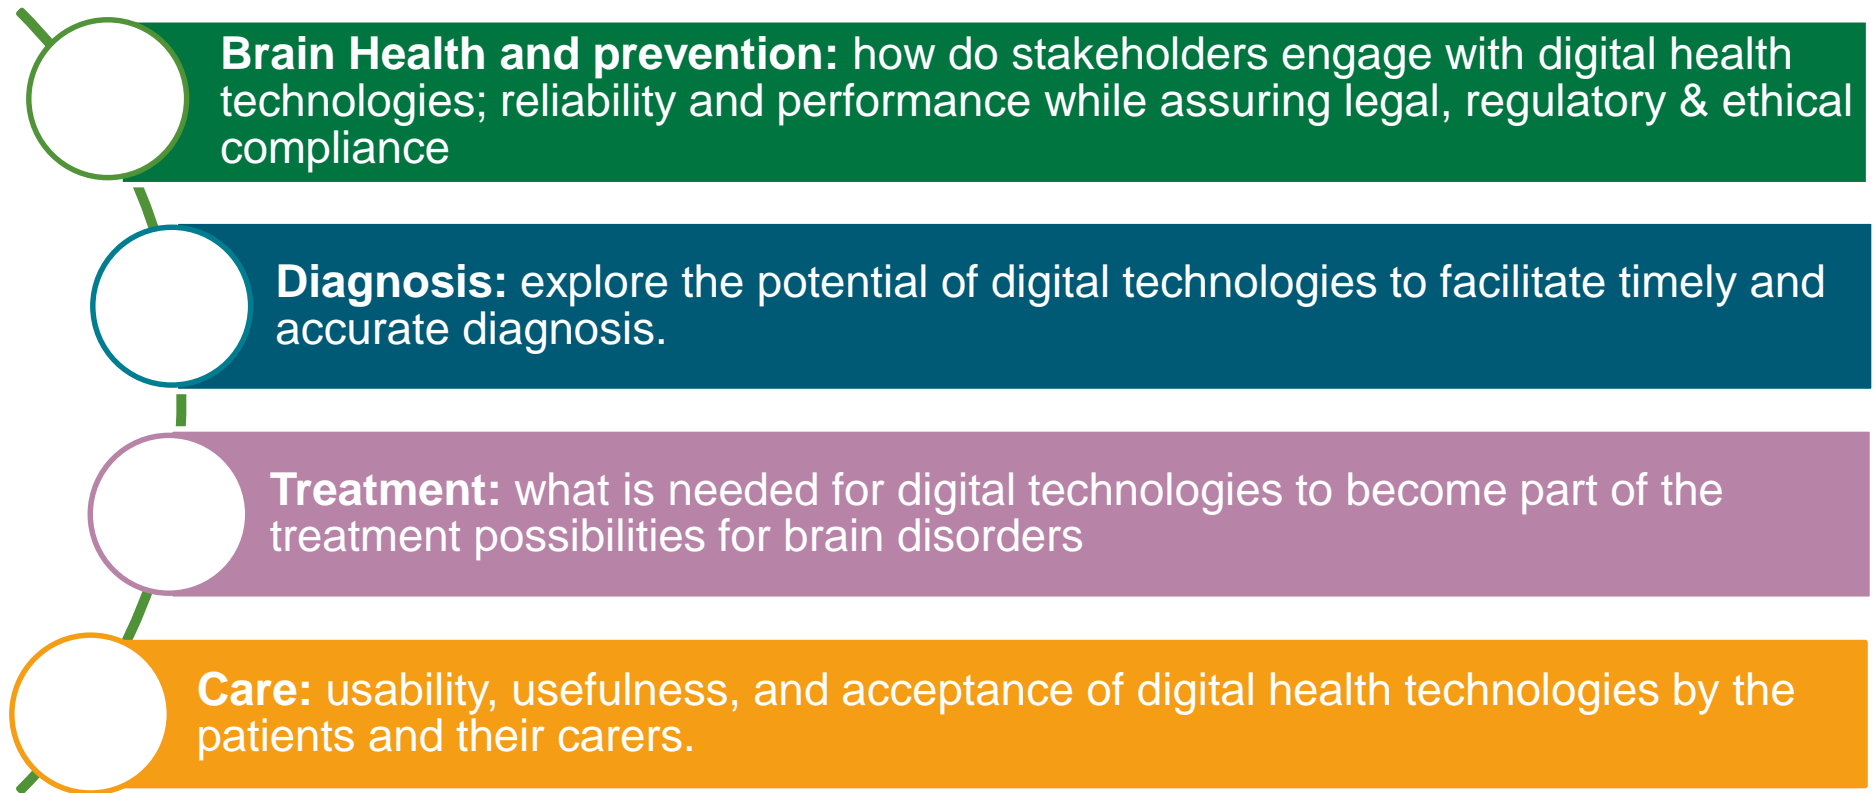 Brain Health and prevention: how do stakeholders engage with digital health
technologies; reliability and performance while assuring legal, regulatory & ethical
compliance
Diagnosis: explore the potential of digital technologies to facilitate timely and
accurate diagnosis.
Treatment: what is needed for digital technologies to become part of the
treatment possibilities for brain disorders
Care: usability, usefulness, and acceptance of digital health technologies by the
patients and their carers.